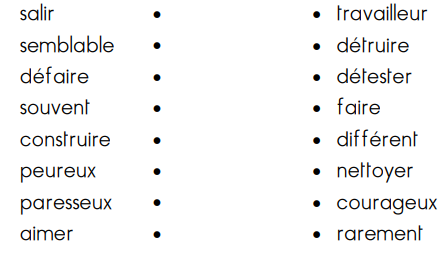 salir • • travailleur
semblable • • détruire
défaire • • détester
souvent • • faire
construire • • différent
peureux • • nettoyer
paresseux • • courageux
aimer • • rarement